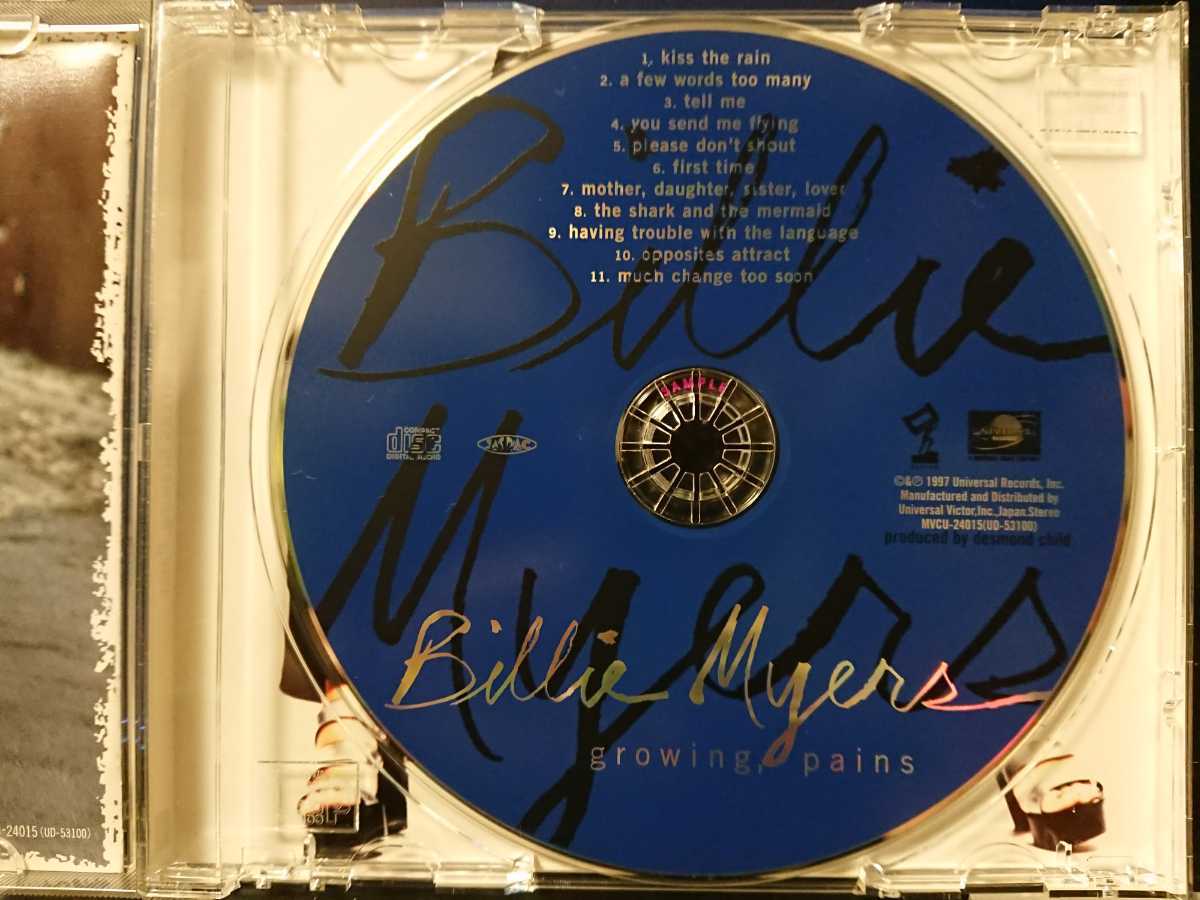 1. kiss the rain
2. a few words too many
3. tell me
4. you send me flying
5. please don't shout
6. first time
7. mother, daughter, sister, lover
8. the shark and the mermaid
9. having trouble with the language
10. opposites attract
11. much change too soon
Billie
SAMPLE
COMPACT
disc
DIGITAL AUDIO
JASRAC
©&℗ 1997 Universal Records, Inc.
Manufactured and Distributed by
Universal Victor,Inc.,Japan.Stereo
MVCU-24015(UD-53100)
produced by desmond child
Myers
Billie Myers
growing, pains
-24015 (UD-53100)